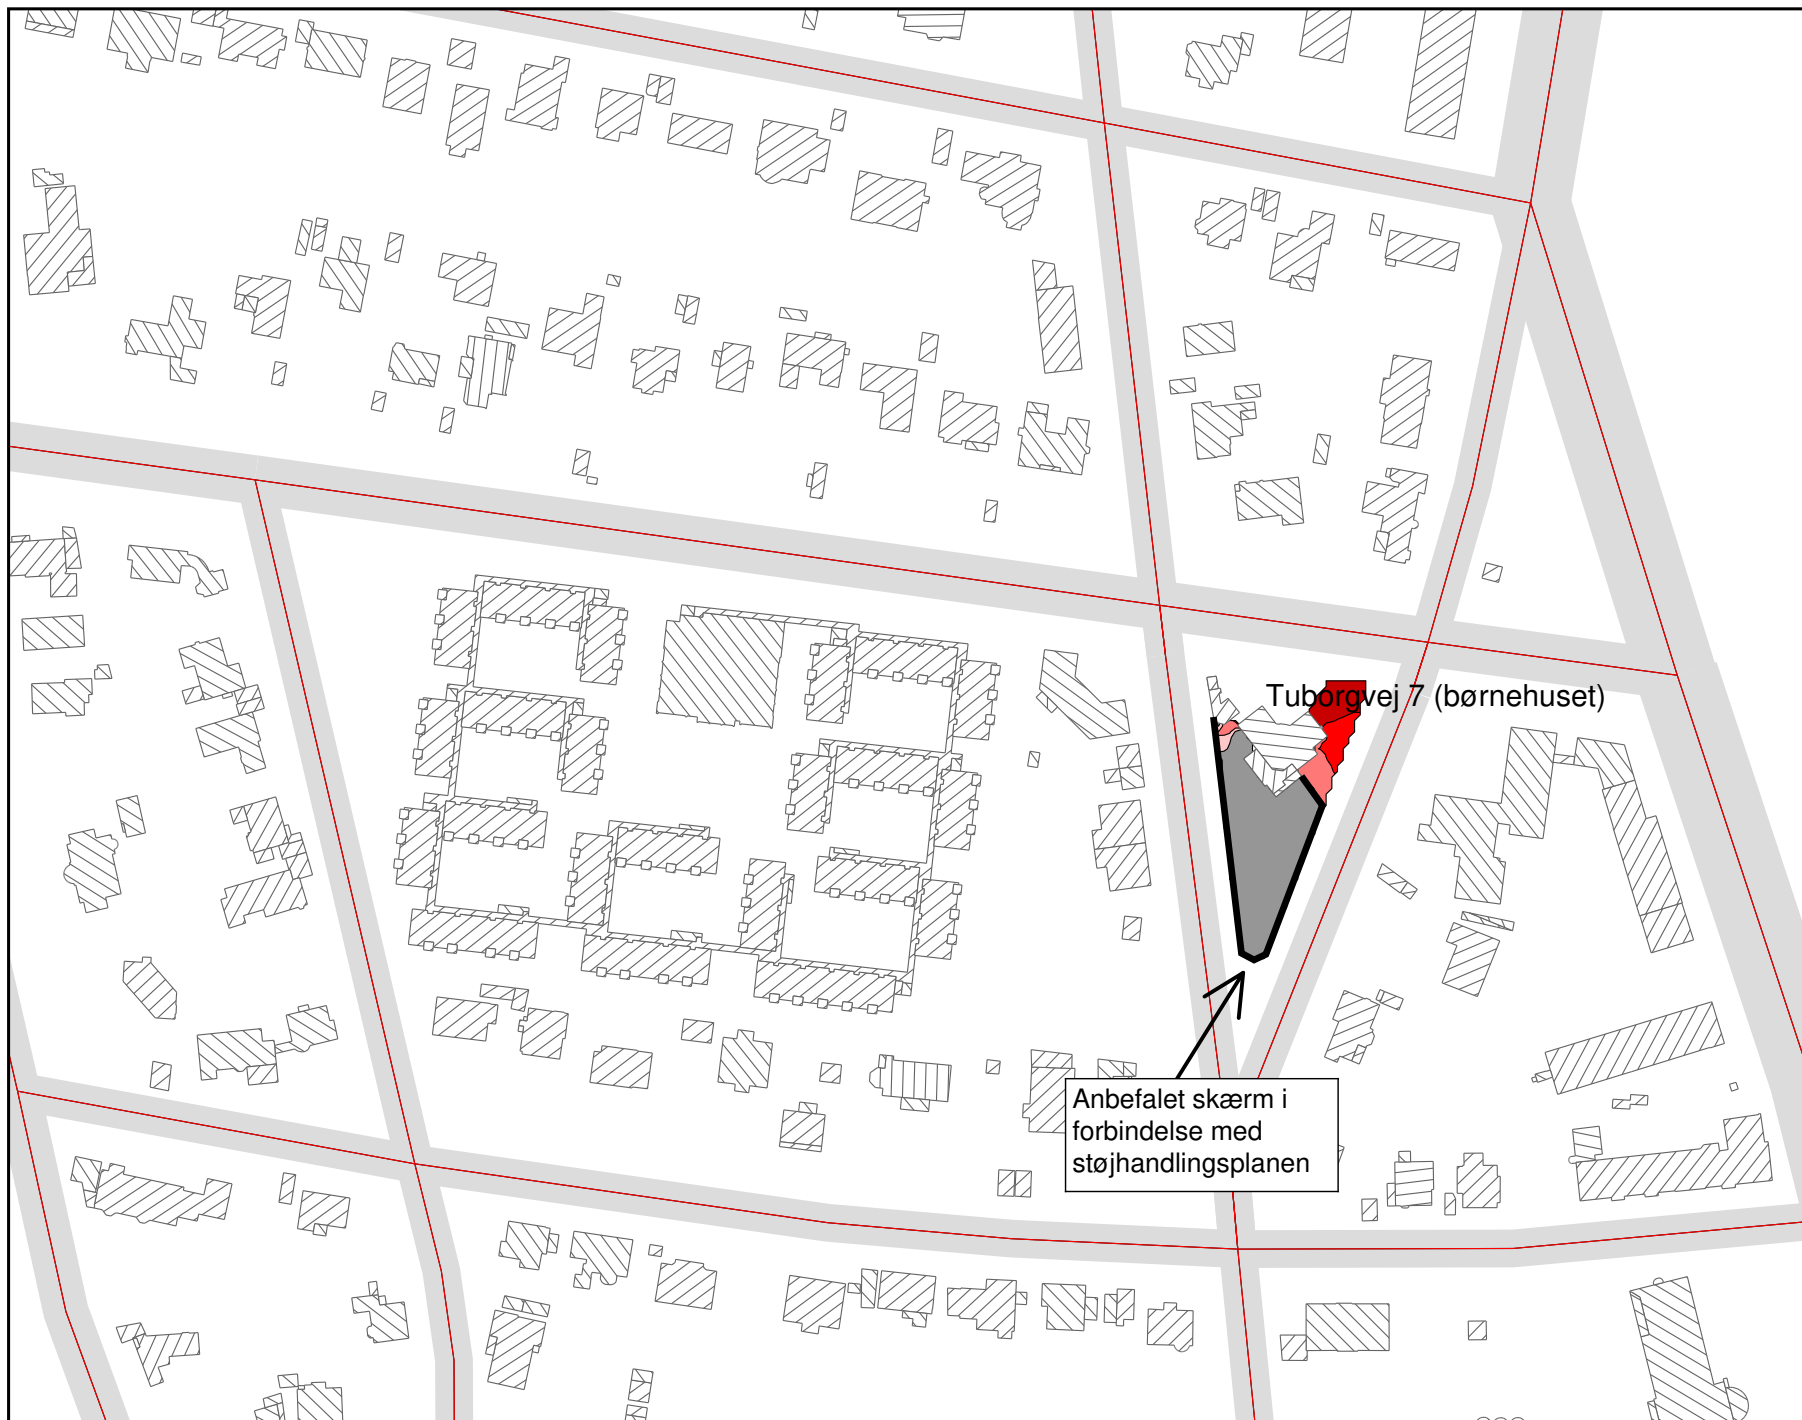 Tuborgvej 7 (børnehuset)
Anbefalet skærm i
forbindelse med
støjhandlingsplanen